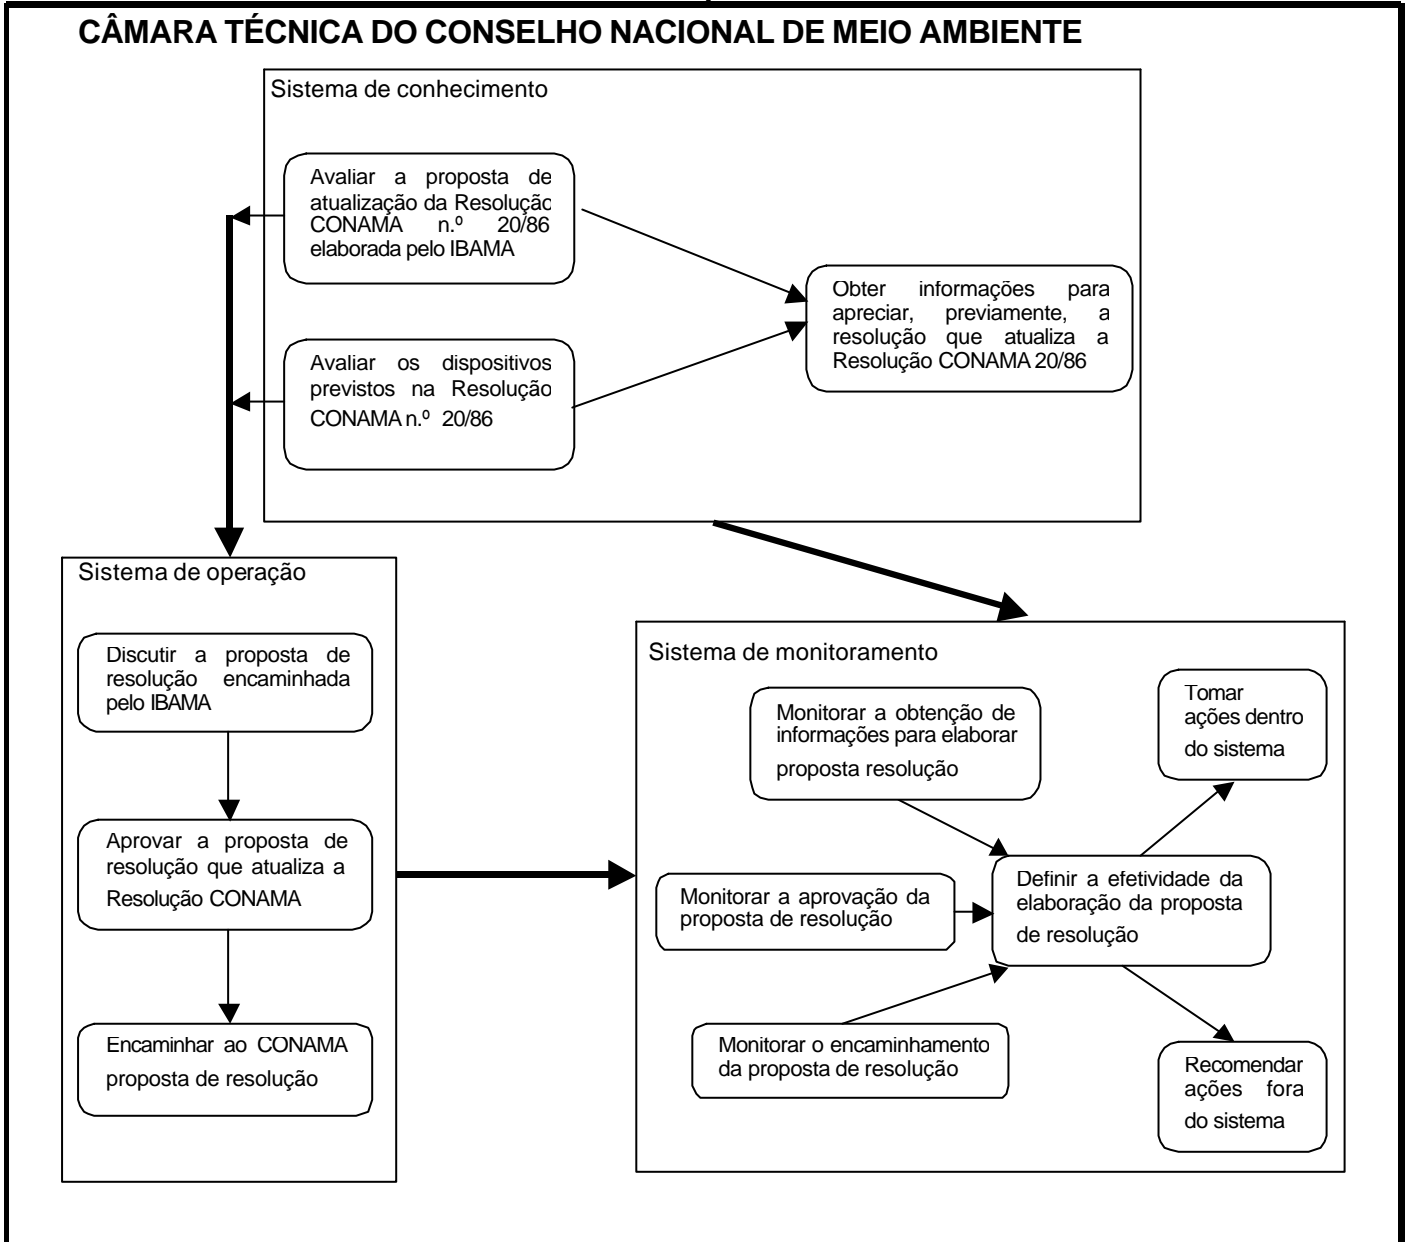 CÂMARA TÉCNICA DO CONSELHO NACIONAL DE MEIO AMBIENTE
Sistema de conhecimento
Avaliar a proposta de
atualização da Resolução
CONAMA n.º 20/86
elaborada pelo IBAMA
Obter informações para
apreciar, previamente, a
resolução que atualiza a
Resolução CONAMA 20/86
Avaliar os dispositivos
previstos na Resolução
CONAMA n.º 20/86
Sistema de operação
Discutir a proposta de
resolução encaminhada
pelo IBAMA
Aprovar a proposta de
resolução que atualiza a
Resolução CONAMA
Encaminhar ao CONAMA
proposta de resolução
Sistema de monitoramento
Monitorar a obtenção de
informações para elaborar
proposta resolução
Tomar
ações dentro
do sistema
Monitorar a aprovação da
proposta de resolução
Definir a efetividade da
elaboração da proposta
de resolução
Monitorar o encaminhamento
da proposta de resolução
Recomendar
ações fora
do sistema